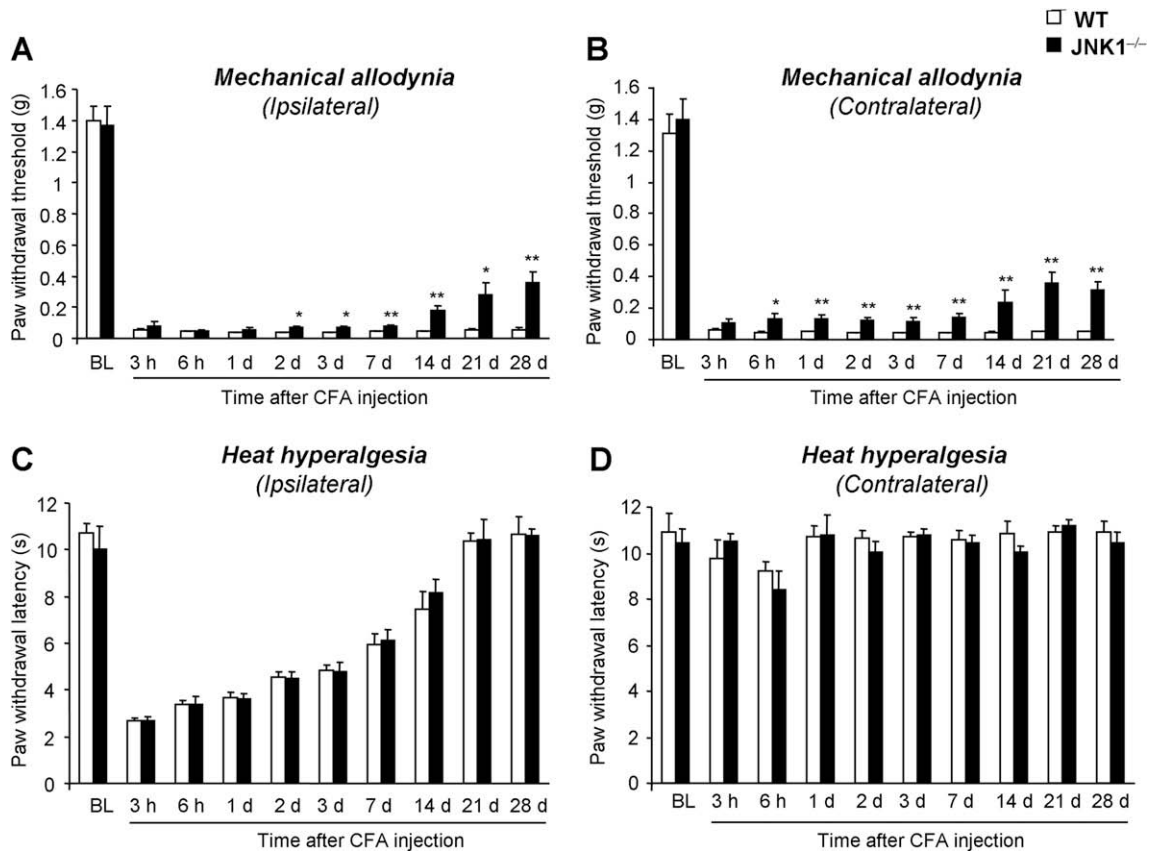 WT
JNK1⁻/⁻
A
Mechanical allodynia
(Ipsilateral)
Paw withdrawal threshold (g)
1.6
1.4
1.2
1
0.8
0.6
0.4
0.2
0
* * ** ** * **
BL 3 h 6 h 1 d 2 d 3 d 7 d 14 d 21 d 28 d
Time after CFA injection
B
Mechanical allodynia
(Contralateral)
Paw withdrawal threshold (g)
1.6
1.4
1.2
1
0.8
0.6
0.4
0.2
0
* ** ** ** ** ** ** **
BL 3 h 6 h 1 d 2 d 3 d 7 d 14 d 21 d 28 d
Time after CFA injection
C
Heat hyperalgesia
(Ipsilateral)
Paw withdrawal latency (s)
12
10
8
6
4
2
0
BL 3 h 6 h 1 d 2 d 3 d 7 d 14 d 21 d 28 d
Time after CFA injection
D
Heat hyperalgesia
(Contralateral)
Paw withdrawal latency (s)
12
10
8
6
4
2
0
BL 3 h 6 h 1 d 2 d 3 d 7 d 14 d 21 d 28 d
Time after CFA injection